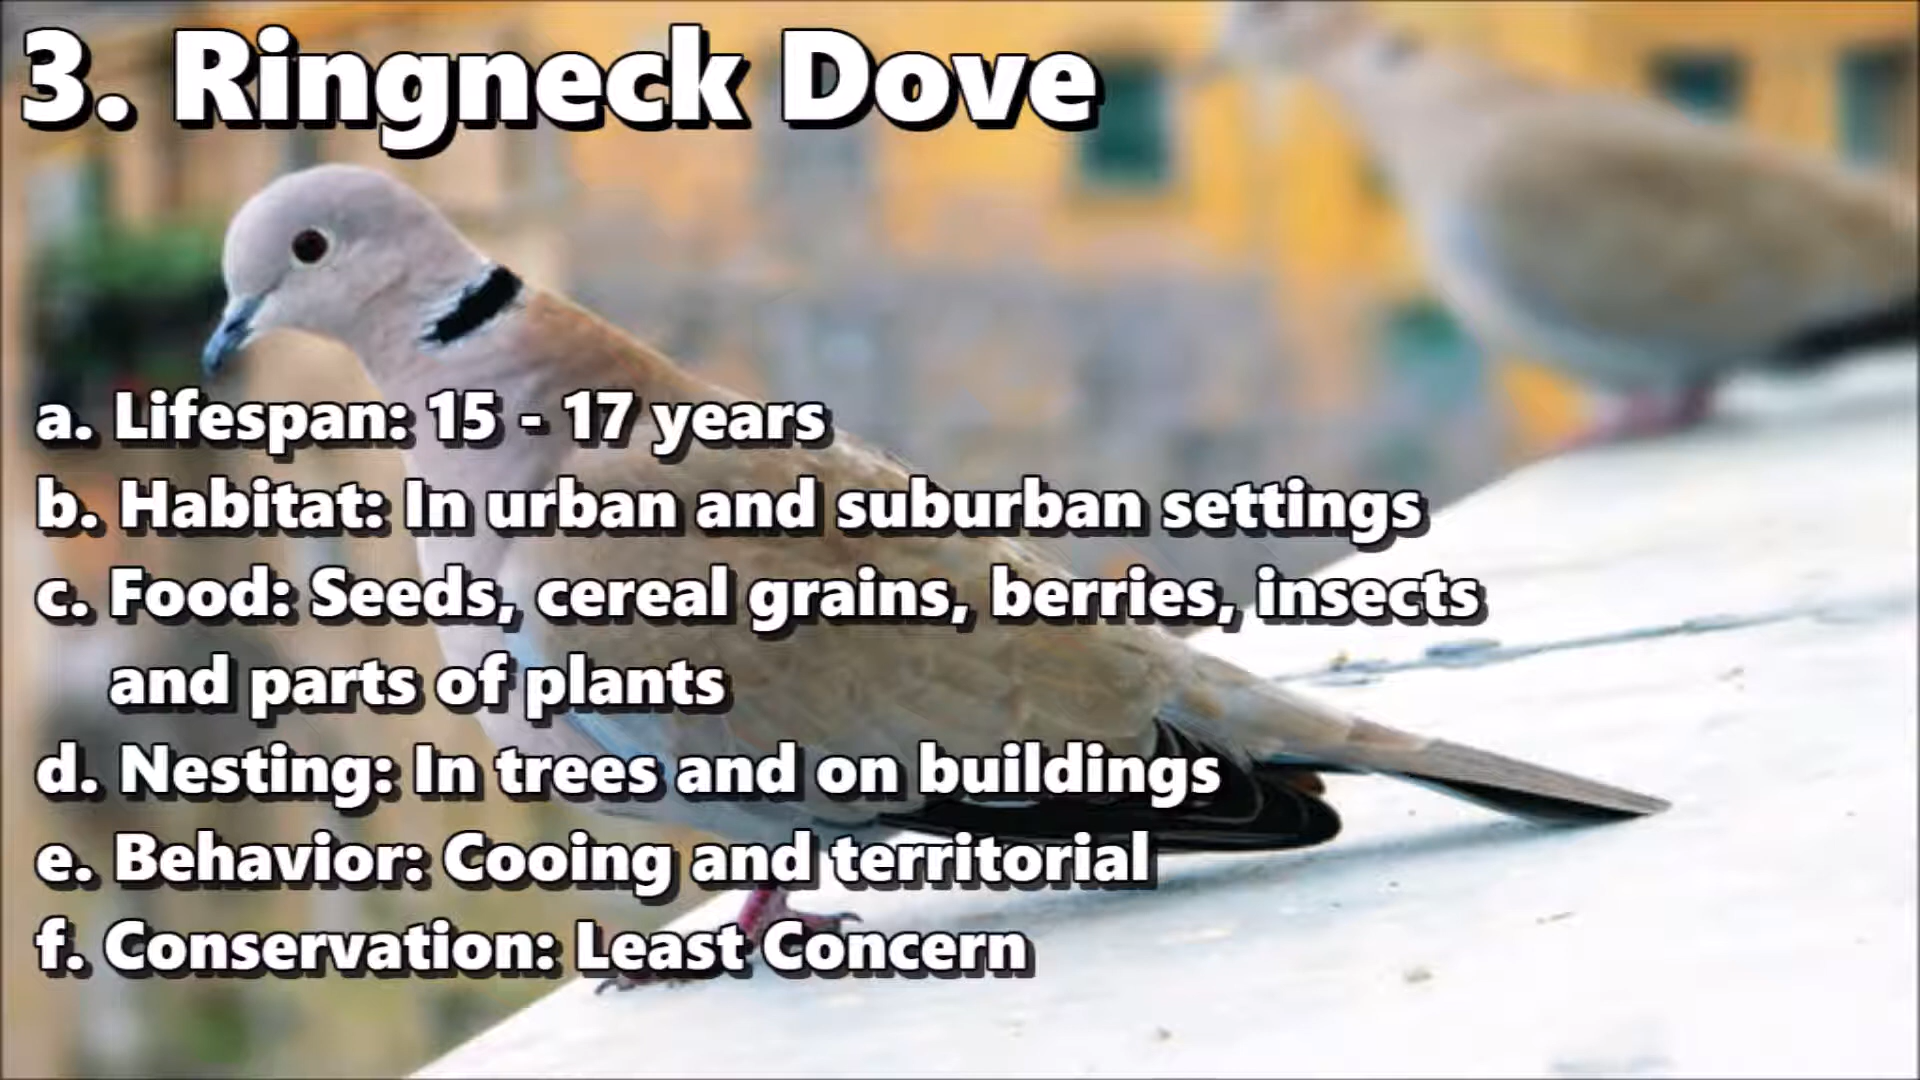 3. Ringneck Dove
a. Lifespan: 15 - 17 years
b. Habitat: In urban and suburban settings
c. Food: Seeds, cereal grains, berries, insects
and parts of plants
d. Nesting: In trees and on buildings
e. Behavior: Cooing and territorial
f. Conservation: Least Concern